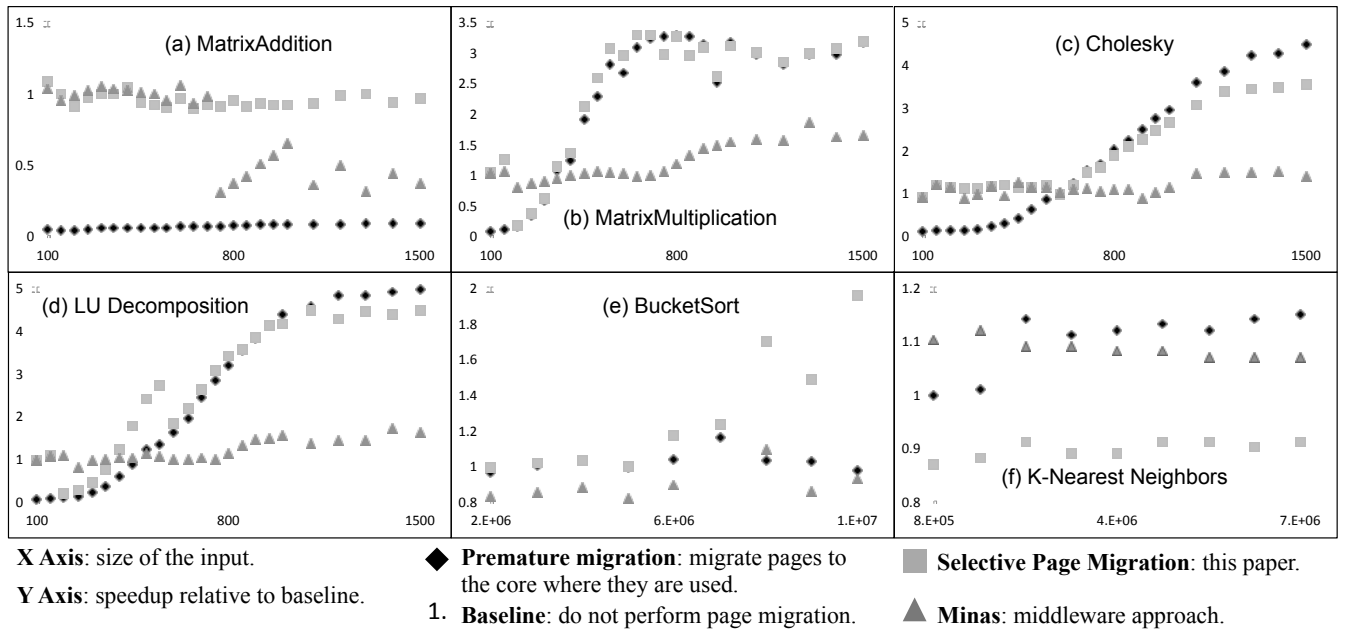 (a) MatrixAddition
1.5
1
0.5
0
100
800
1500
(b) MatrixMultiplication
3.5
3
2.5
2
1.5
1
0.5
0
100
800
1500
(c) Cholesky
5
4
3
2
1
0
100
800
1500
(d) LU Decomposition
5
4
3
2
1
0
100
800
1500
(e) BucketSort
2
1.8
1.6
1.4
1.2
1
0.8
2.E+06
6.E+06
1.E+07
(f) K-Nearest Neighbors
1.2
1.1
1
0.9
0.8
8.E+05
4.E+06
7.E+06
X Axis: size of the input.
Y Axis: speedup relative to baseline.
Premature migration: migrate pages to
the core where they are used.
1. Baseline: do not perform page migration.
Selective Page Migration: this paper.
Minas: middleware approach.